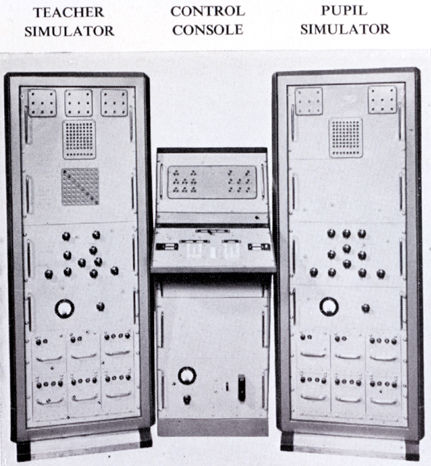 TEACHER
SIMULATOR
CONTROL
CONSOLE
PUPIL
SIMULATOR